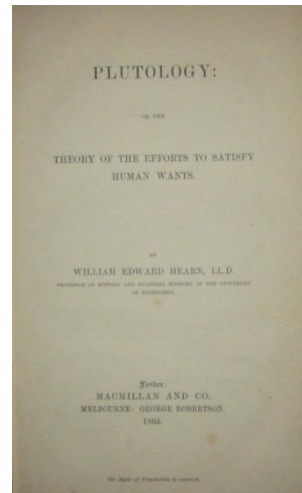 PLUTOLOGY:
OR THE
THEORY OF THE EFFORTS TO SATISFY
HUMAN WANTS.
BY
WILLIAM EDWARD HEARN, LL.D.
PROFESSOR OF HISTORY AND POLITICAL ECONOMY IN THE UNIVERSITY
OF MELBOURNE.
London:
MACMILLAN AND CO.
MELBOURNE: GEORGE ROBERTSON.
1864.
The Right of Translation is reserved.